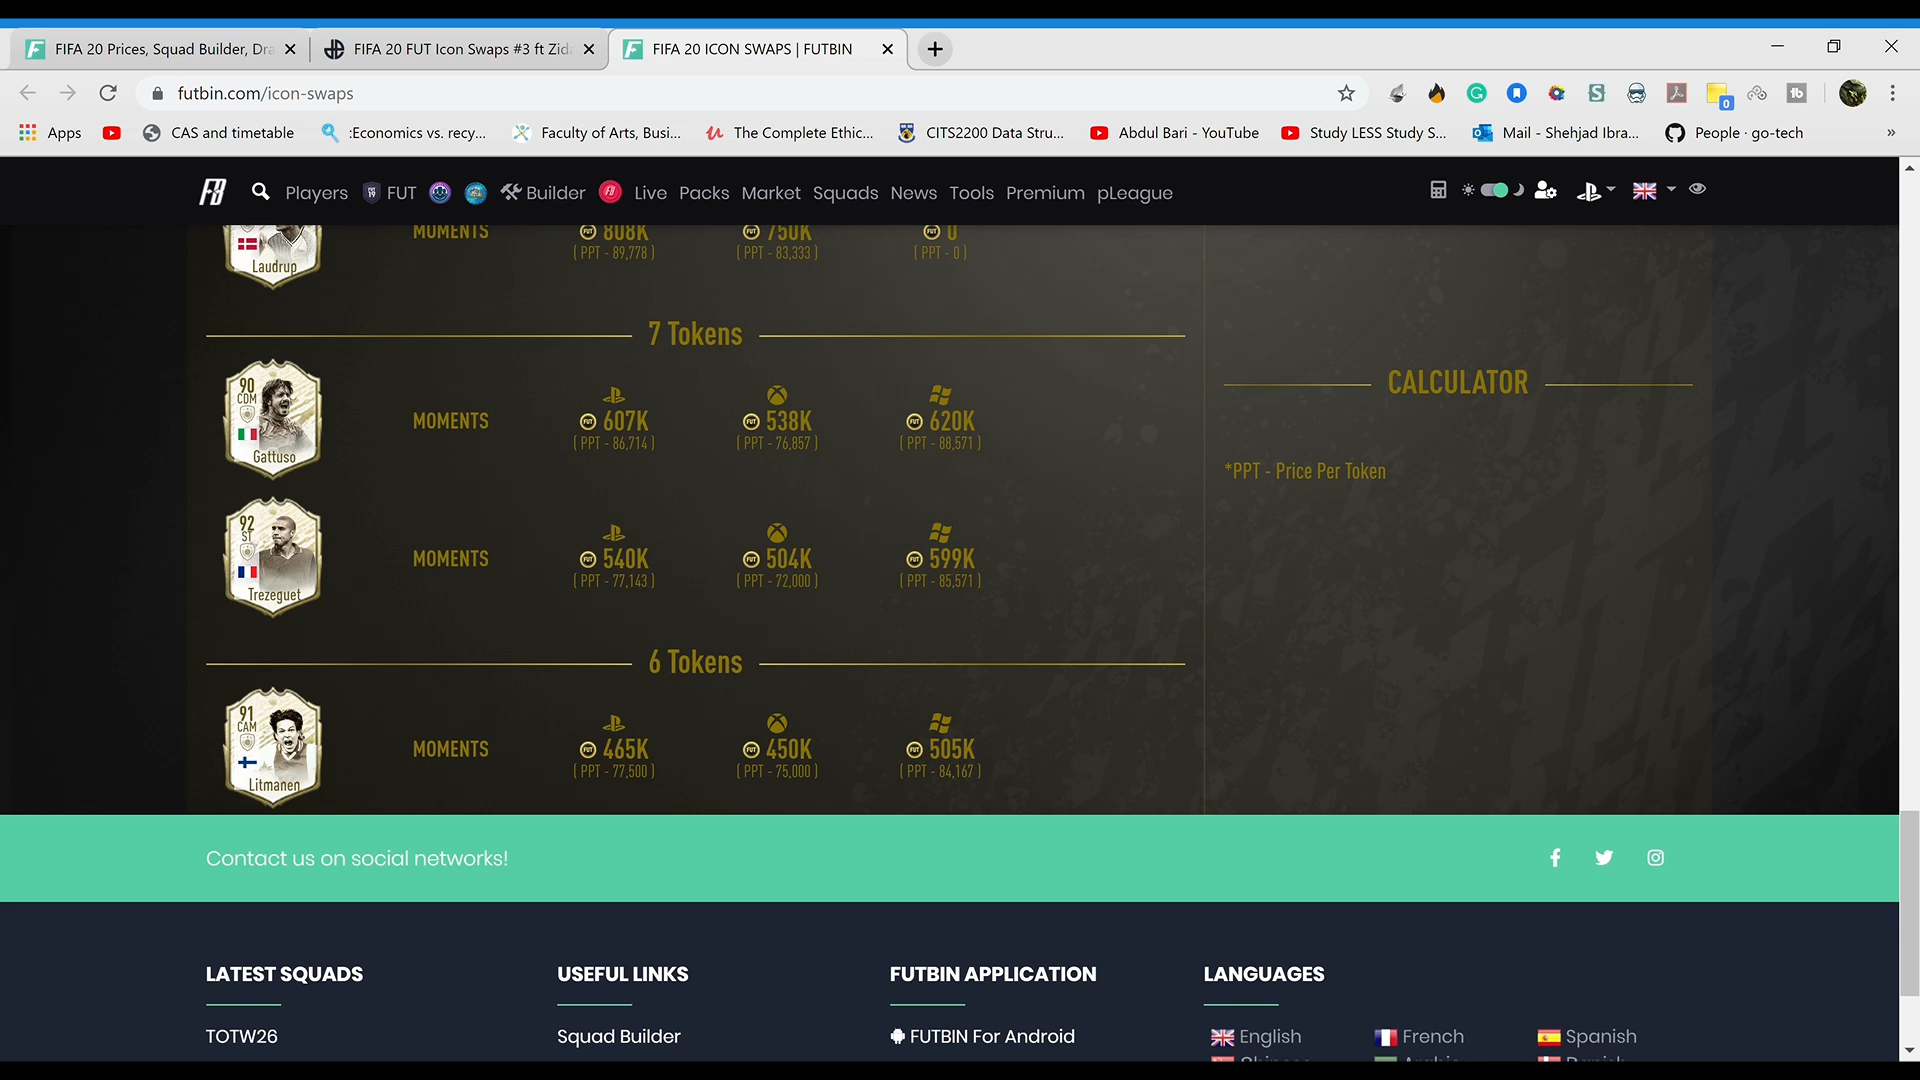 FIFA 20 Prices, Squad Builder, Dra
FIFA 20 FUT Icon Swaps #3 ft Zid
FIFA 20 ICON SWAPS | FUTBIN
futbin.com/icon-swaps
0
Apps
CAS and timetable
:Economics vs. recy...
Faculty of Arts, Busi...
The Complete Ethic...
CITS2200 Data Stru...
Abdul Bari - YouTube
Study LESS Study S...
Mail - Shehjad Ibra...
People · go-tech
»
Players
FUT
Builder
Live
Packs
Market
Squads
News
Tools
Premium
pLeague
Laudrup
MOMENTS
808K
( PPT - 89,778 )
750K
( PPT - 83,333 )
0
( PPT - 0 )
7 Tokens
90
CDM
Gattuso
MOMENTS
607K
( PPT - 86,714 )
538K
( PPT - 76,857 )
620K
( PPT - 88,571 )
92
ST
Trezeguet
MOMENTS
540K
( PPT - 77,143 )
504K
( PPT - 72,000 )
599K
( PPT - 85,571 )
6 Tokens
91
CAM
Litmanen
MOMENTS
465K
( PPT - 77,500 )
450K
( PPT - 75,000 )
505K
( PPT - 84,167 )
CALCULATOR
*PPT - Price Per Token
Contact us on social networks!
LATEST SQUADS
TOTW26
USEFUL LINKS
Squad Builder
FUTBIN APPLICATION
FUTBIN For Android
LANGUAGES
English
French
Spanish